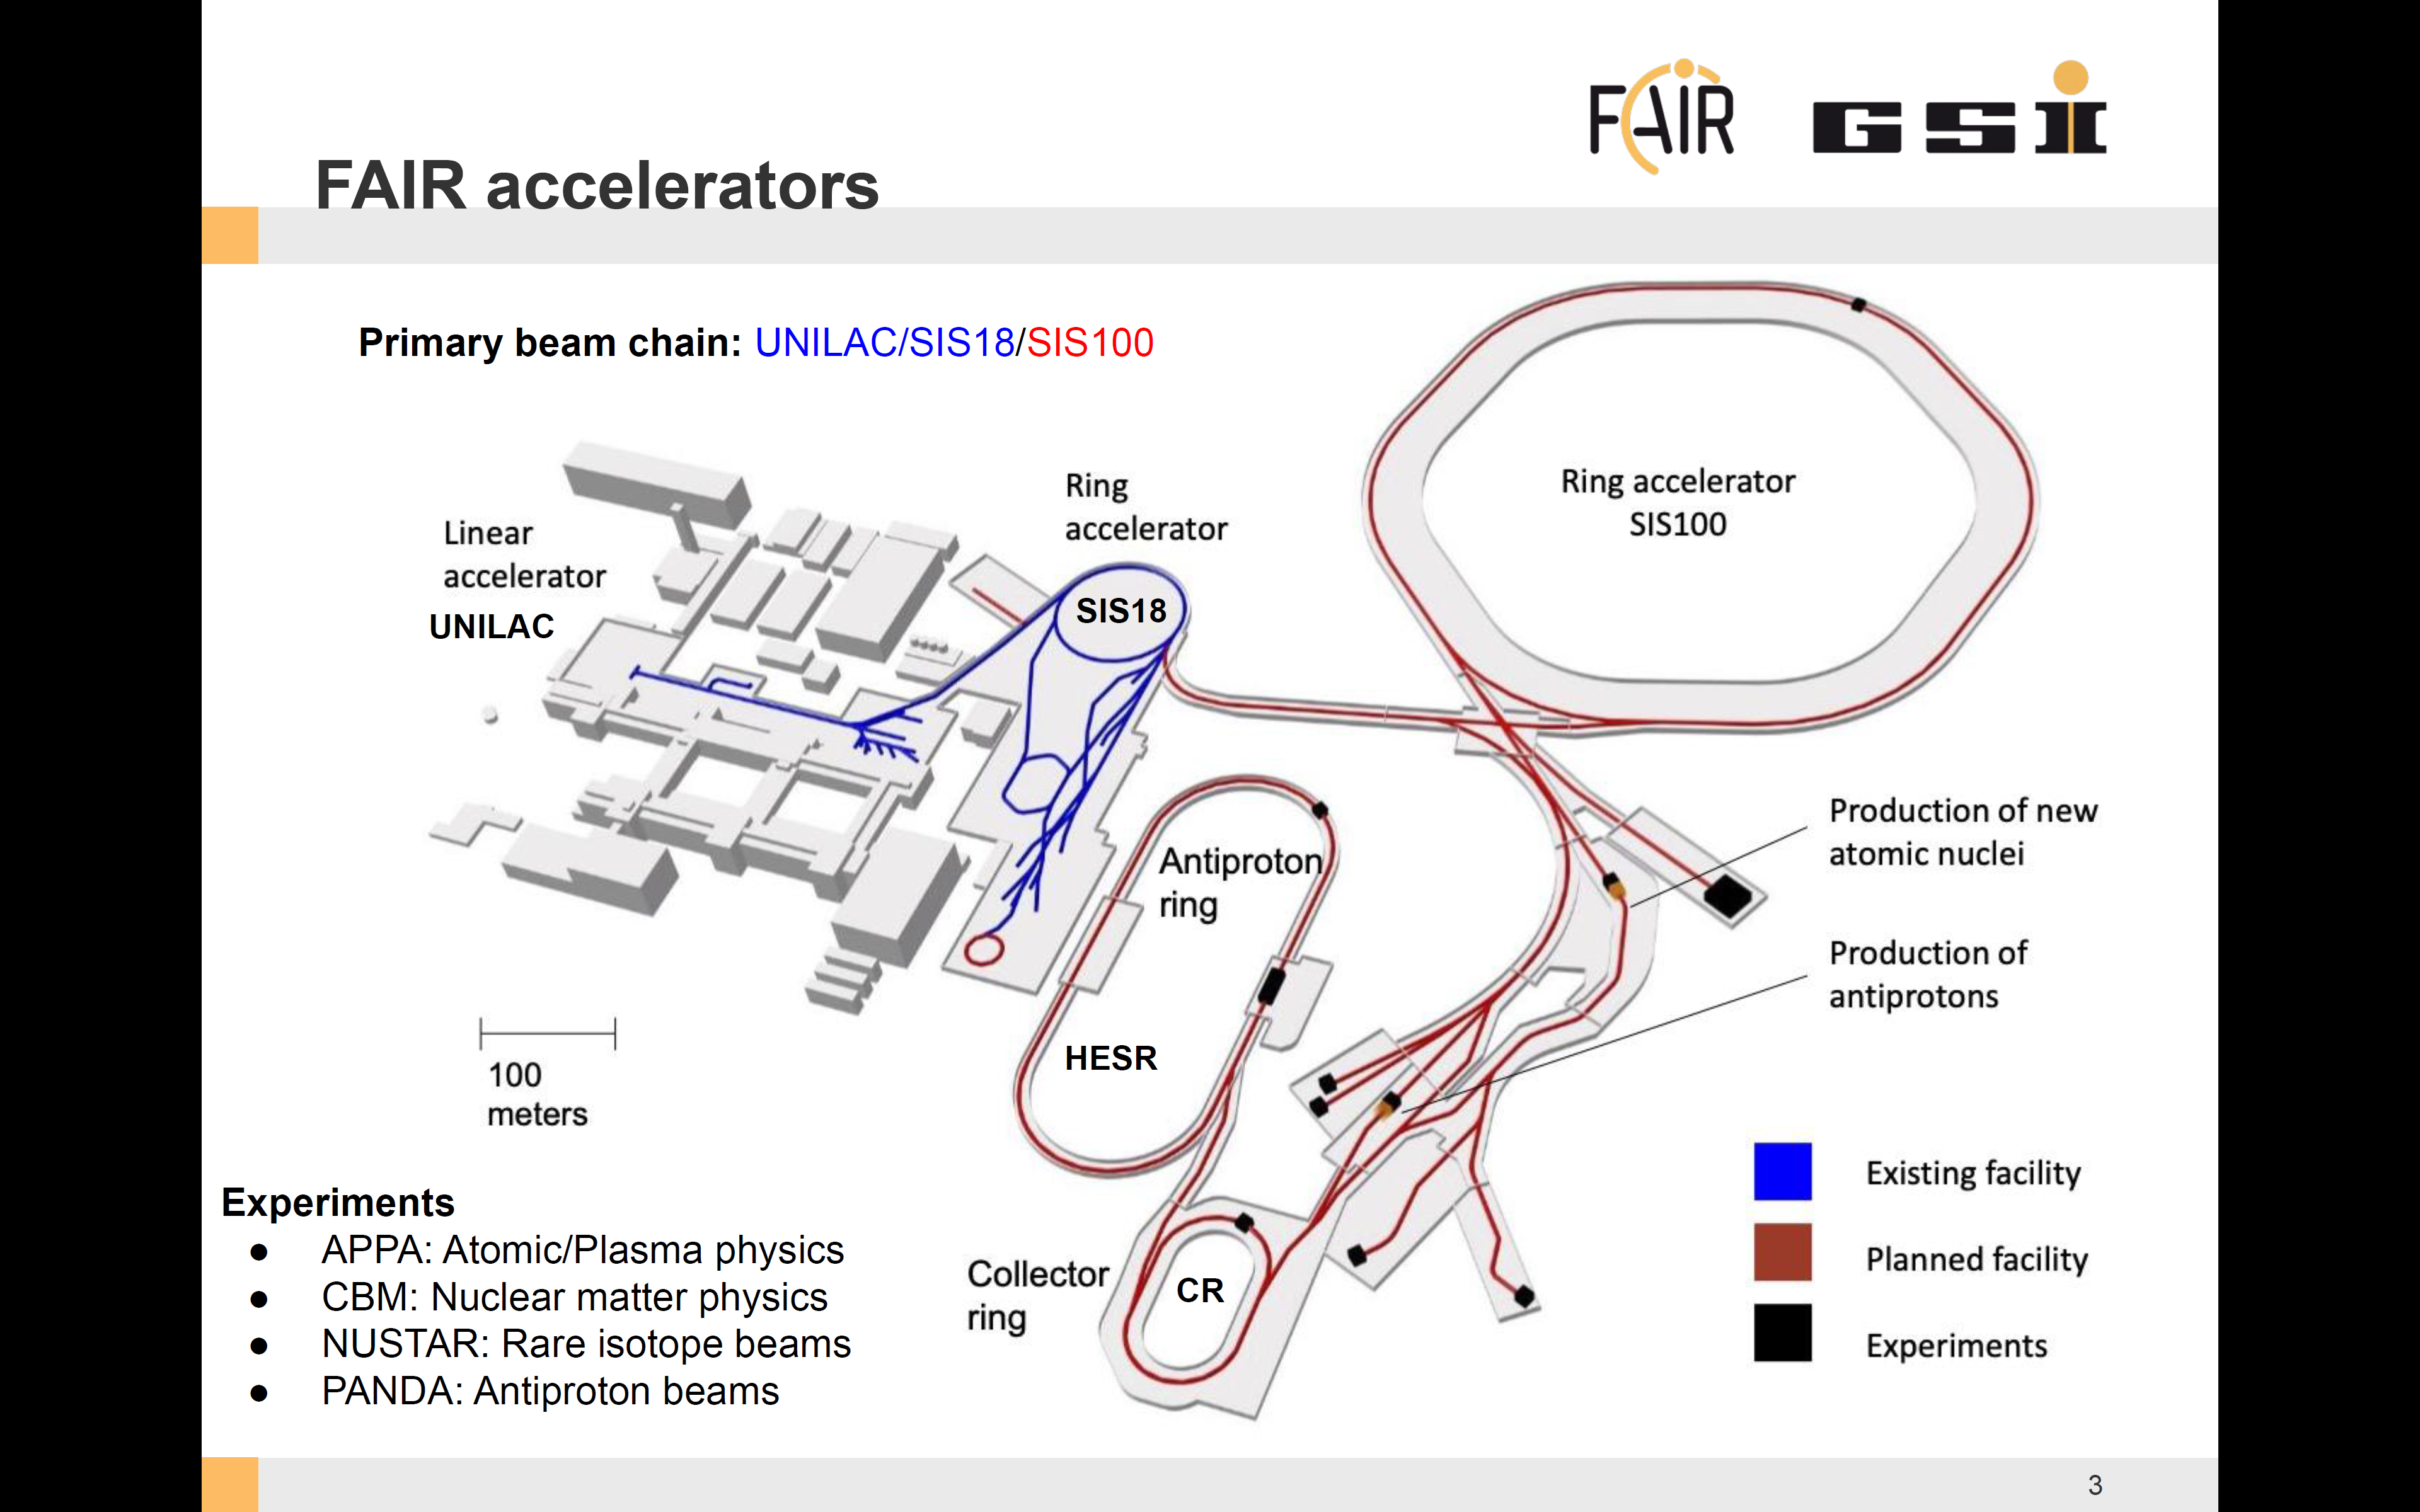 FAIR GSI
FAIR accelerators
Primary beam chain: UNILAC/SIS18/SIS100
Linear
accelerator
UNILAC
Ring
accelerator
SIS18
Ring accelerator
SIS100
Antiproton
ring
HESR
Production of new
atomic nuclei
Production of
antiprotons
100
meters
Collector
ring
CR
Experiments
● APPA: Atomic/Plasma physics
● CBM: Nuclear matter physics
● NUSTAR: Rare isotope beams
● PANDA: Antiproton beams
Existing facility
Planned facility
Experiments
3